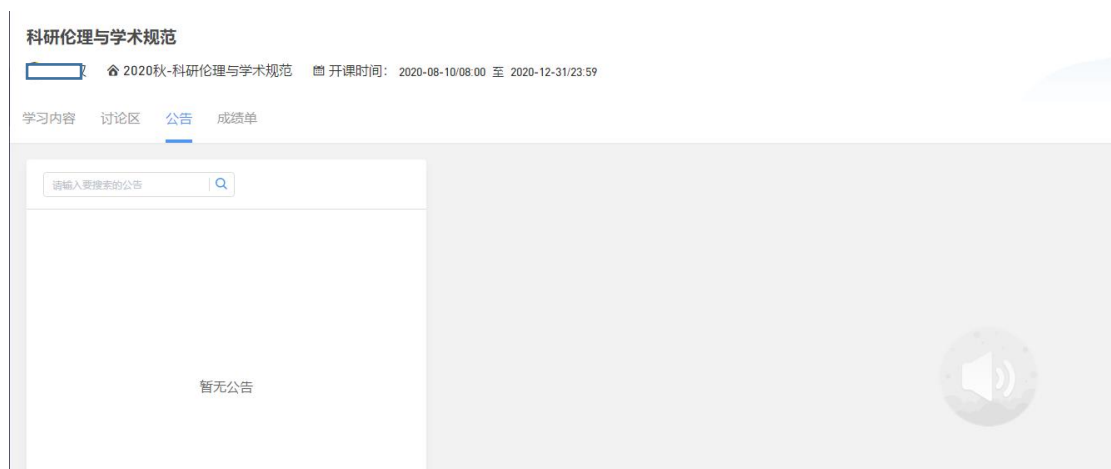 科研伦理与学术规范
2020秋-科研伦理与学术规范 开课时间: 2020-08-10/08:00 至 2020-12-31/23:59
学习内容 讨论区 公告 成绩单
请输入要搜索的公告
暂无公告